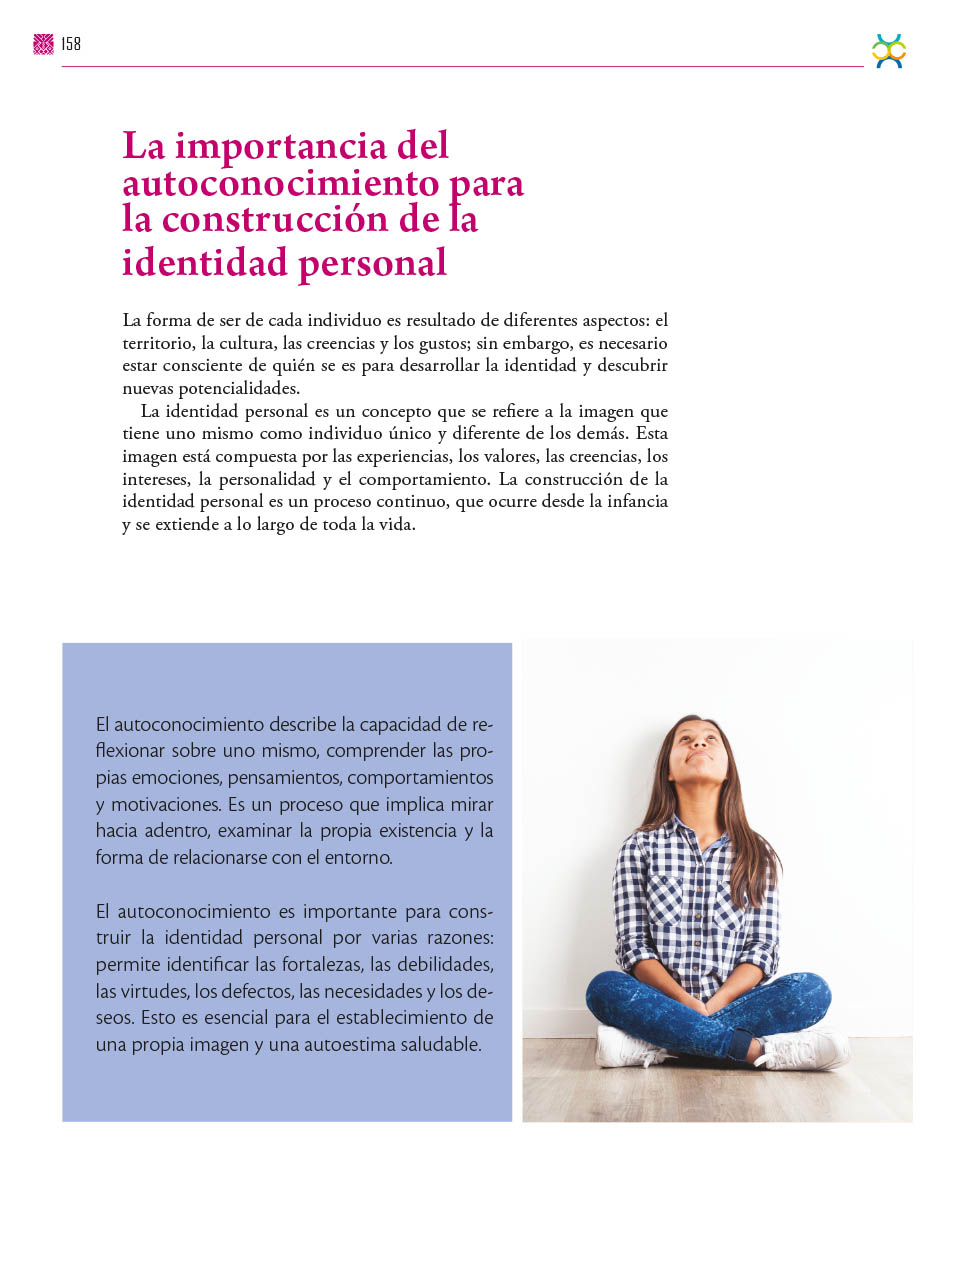 158
La importancia del
autoconocimiento para
la construcción de la
identidad personal
La forma de ser de cada individuo es resultado de diferentes aspectos: el
territorio, la cultura, las creencias y los gustos; sin embargo, es necesario
estar consciente de quién se es para desarrollar la identidad y descubrir
nuevas potencialidades.
La identidad personal es un concepto que se refiere a la imagen que
tiene uno mismo como individuo único y diferente de los demás. Esta
imagen está compuesta por las experiencias, los valores, las creencias, los
intereses, la personalidad y el comportamiento. La construcción de la
identidad personal es un proceso continuo, que ocurre desde la infancia
y se extiende a lo largo de toda la vida.
El autoconocimiento describe la capacidad de re-
flexionar sobre uno mismo, comprender las pro-
pias emociones, pensamientos, comportamientos
y motivaciones. Es un proceso que implica mirar
hacia adentro, examinar la propia existencia y la
forma de relacionarse con el entorno.
El autoconocimiento es importante para cons-
truir la identidad personal por varias razones:
permite identificar las fortalezas, las debilidades,
las virtudes, los defectos, las necesidades y los de-
seos. Esto es esencial para el establecimiento de
una propia imagen y una autoestima saludable.